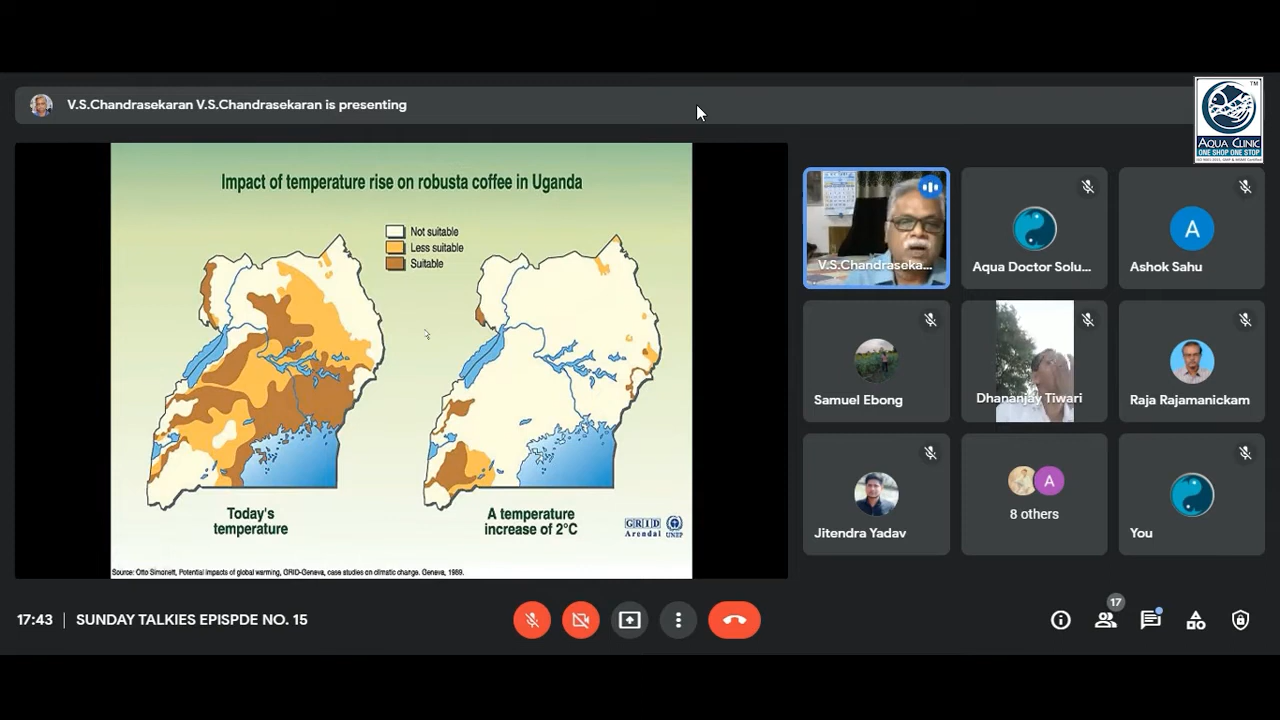 V.S.Chandrasekaran V.S.Chandrasekaran is presenting
TM
AQUA CLINIC
ONE SHOP ONE STOP
Impact of temperature rise on robusta coffee in Uganda
Not suitable
Less suitable
Suitable
Today's
temperature
A temperature
increase of 2°C
GRID
Arendal
UNEP
Source: Otto Simonett, Potential impacts of global warming, GRID-Geneva, case studies on climatic change. Geneva, 1989.
V.S.Chandraseka...
Aqua Doctor Solu...
A
Ashok Sahu
Samuel Ebong
Dhananjay Tiwari
Raja Rajamanickam
Jitendra Yadav
A
8 others
You
17:43
SUNDAY TALKIES EPISPDE NO. 15
17